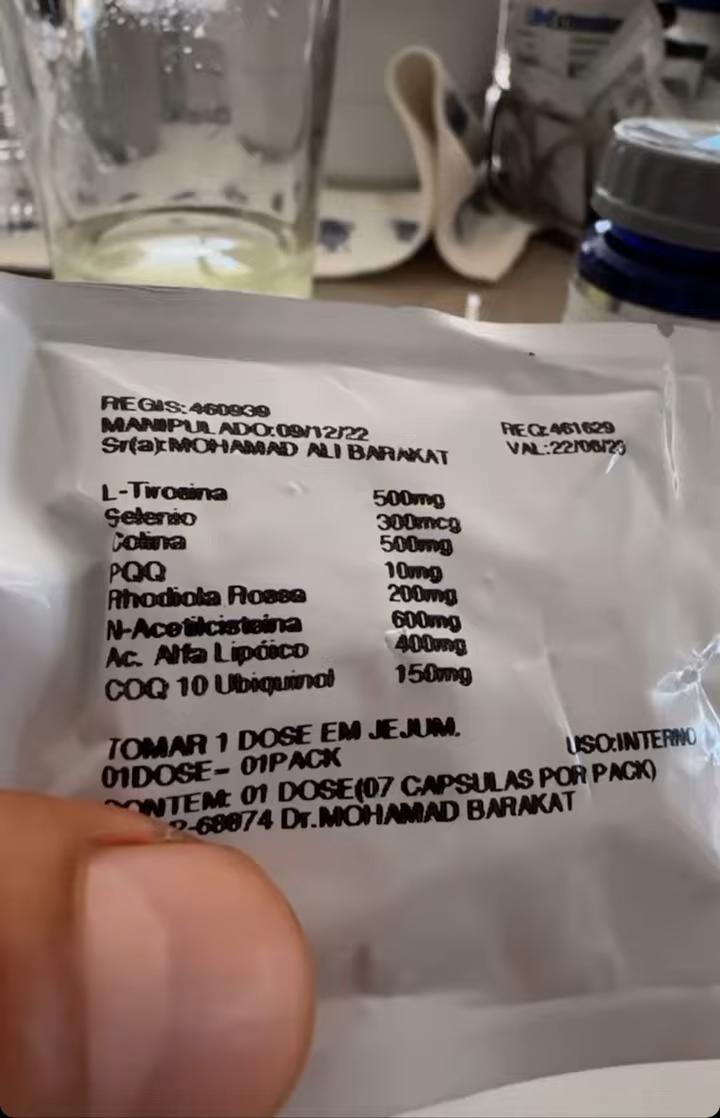 REGIS:460939
MANIPULADO:09/12/22
REQ:461629
Sr(a):MOHAMAD ALI BARAKAT
VAL:22/06/23
L-Tirosina 500mg
Selenio 300mcg
Colina 500mg
PQQ 10mg
Rhodiola Rosea 200mg
N-Acetilcisteina 600mg
Ac. Alfa Lipóico 400mg
COQ 10 Ubiquinol 150mg
TOMAR 1 DOSE EM JEJUM.
USO:INTERNO
01DOSE- 01PACK
CONTEM: 01 DOSE(07 CAPSULAS POR PACK)
-68874 Dr.MOHAMAD BARAKAT